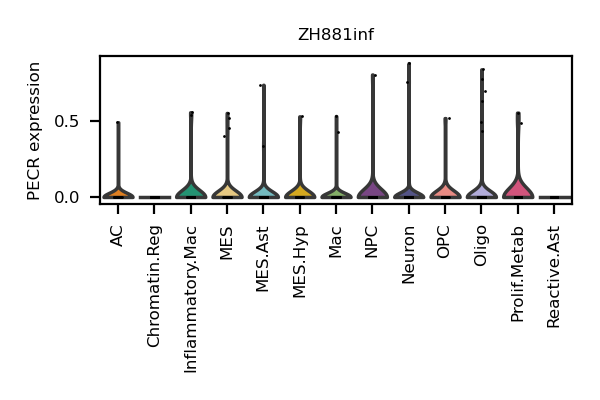 ZH881inf
PECR expression
0.5
0.0
AC
Chromatin.Reg
Inflammatory.Mac
MES
MES.Ast
MES.Hyp
Mac
NPC
Neuron
OPC
Oligo
Prolif.Metab
Reactive.Ast